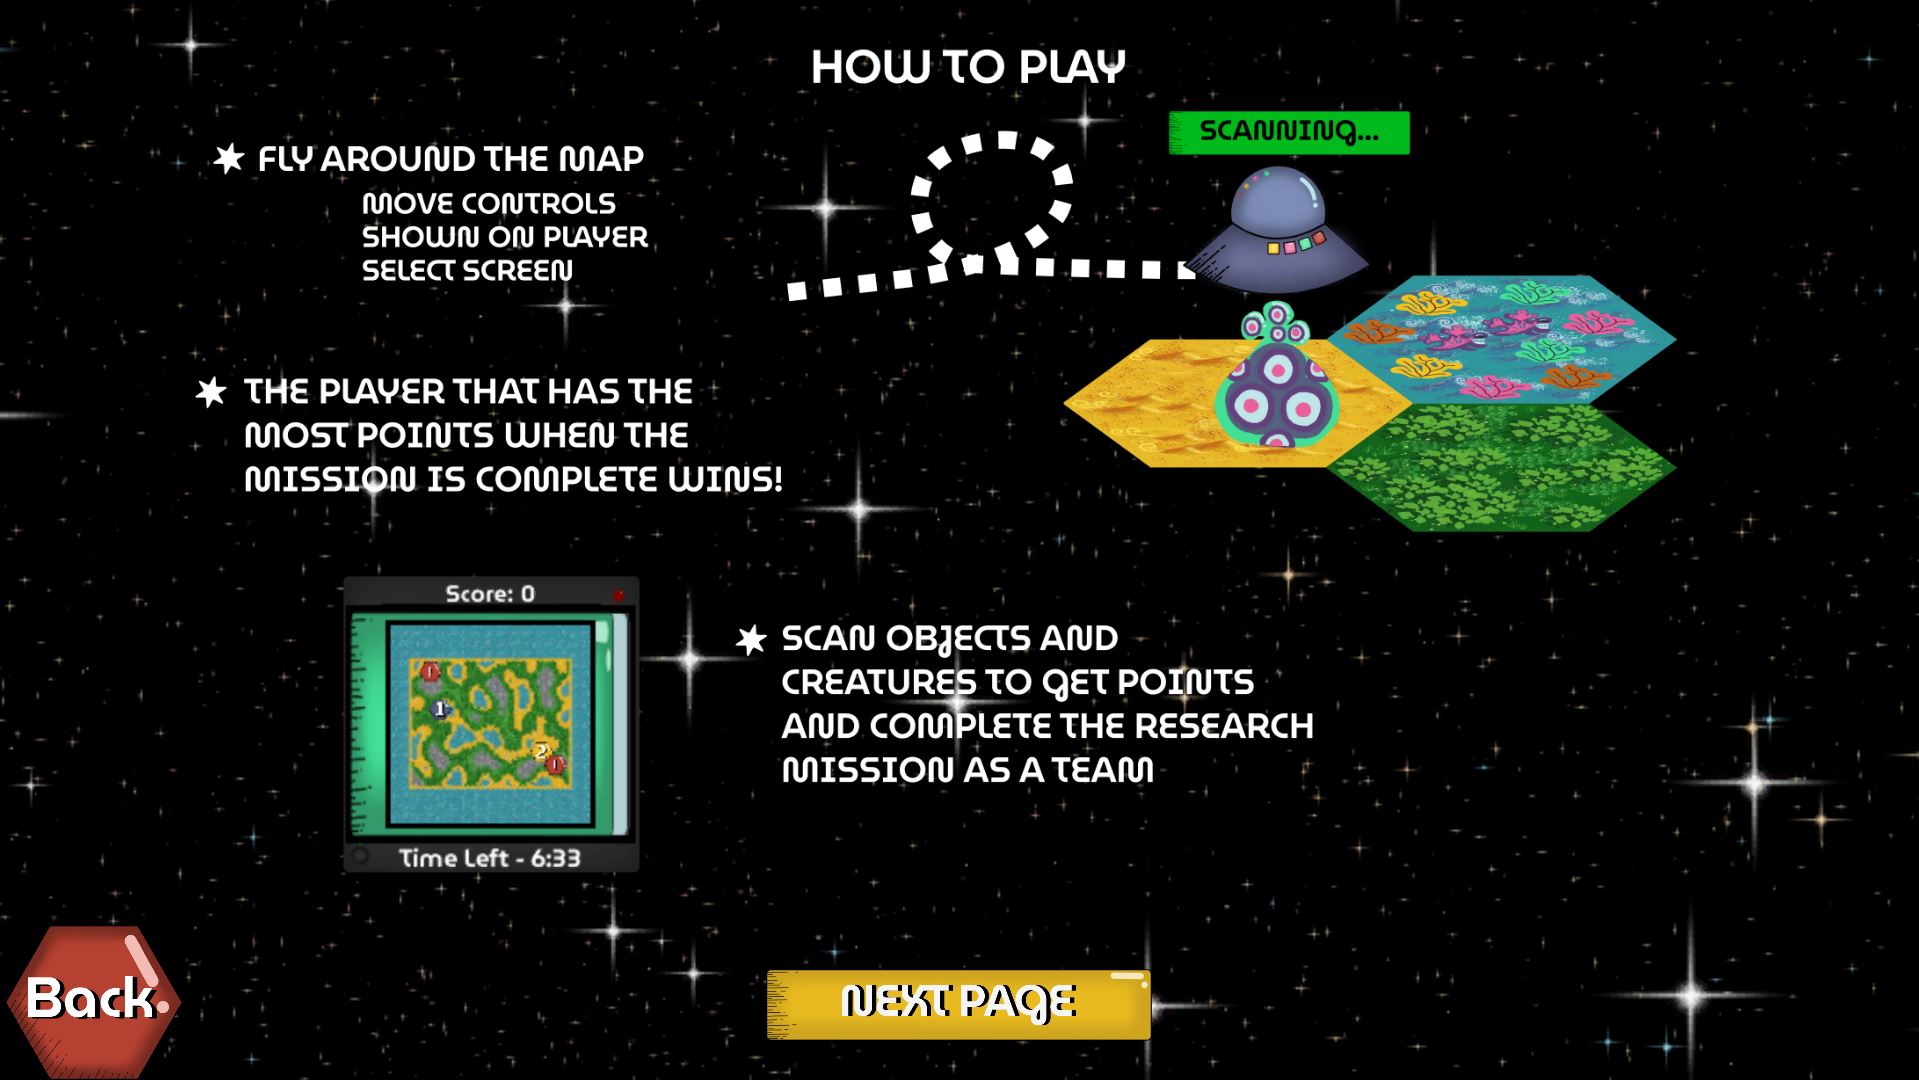 HOW TO PLAY
SCANNING...
FLY AROUND THE MAP
MOVE CONTROLS
SHOWN ON PLAYER
SELECT SCREEN
THE PLAYER THAT HAS THE
MOST POINTS WHEN THE
MISSION IS COMPLETE WINS!
Score: 0
1
2
Time Left - 6:33
SCAN OBJECTS AND
CREATURES TO GET POINTS
AND COMPLETE THE RESEARCH
MISSION AS A TEAM
Back
NEXT PAGE